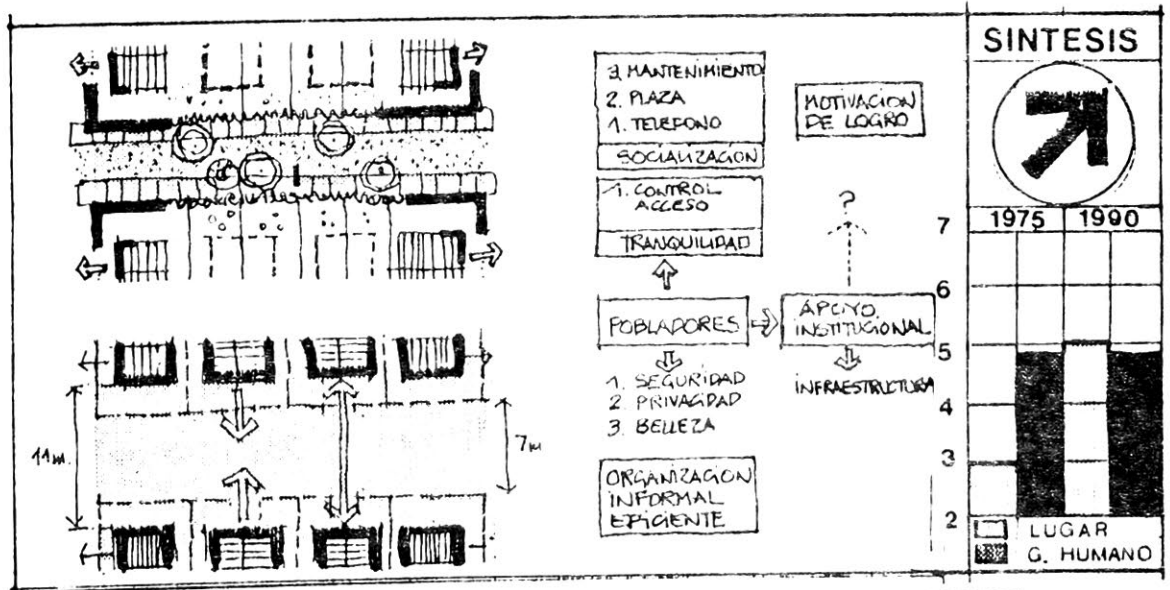 11m.
7m
3. MANTENIMIENTO
2. PLAZA
1. TELEFONO
SOCIALIZACION
1. CONTROL
ACCESO
TRANQUILIDAD
POBLADORES
1. SEGURIDAD
2. PRIVACIDAD
3. BELLEZA
ORGANIZACION
INFORMAL
EFICIENTE
MOTIVACION
DE LOGRO
?
APOYO
INSTITUCIONAL
INFRAESTRUCTURA
SINTESIS
1975 1990
7
6
5
4
3
2
LUGAR
G. HUMANO